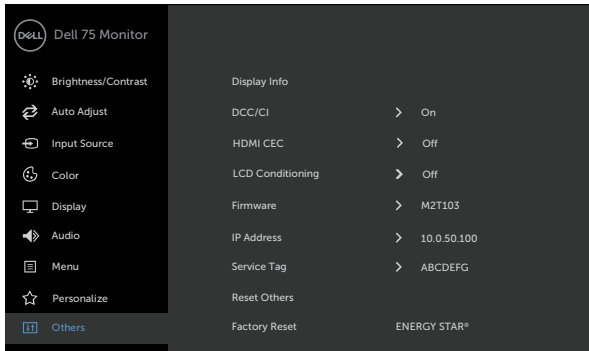 DELL Dell 75 Monitor
Brightness/Contrast Display Info
Auto Adjust DCC/CI On
Input Source HDMI CEC Off
Color LCD Conditioning Off
Display Firmware M2T103
Audio IP Address 10.0.50.100
Menu Service Tag ABCDEFG
Personalize Reset Others
Others Factory Reset ENERGY STAR®